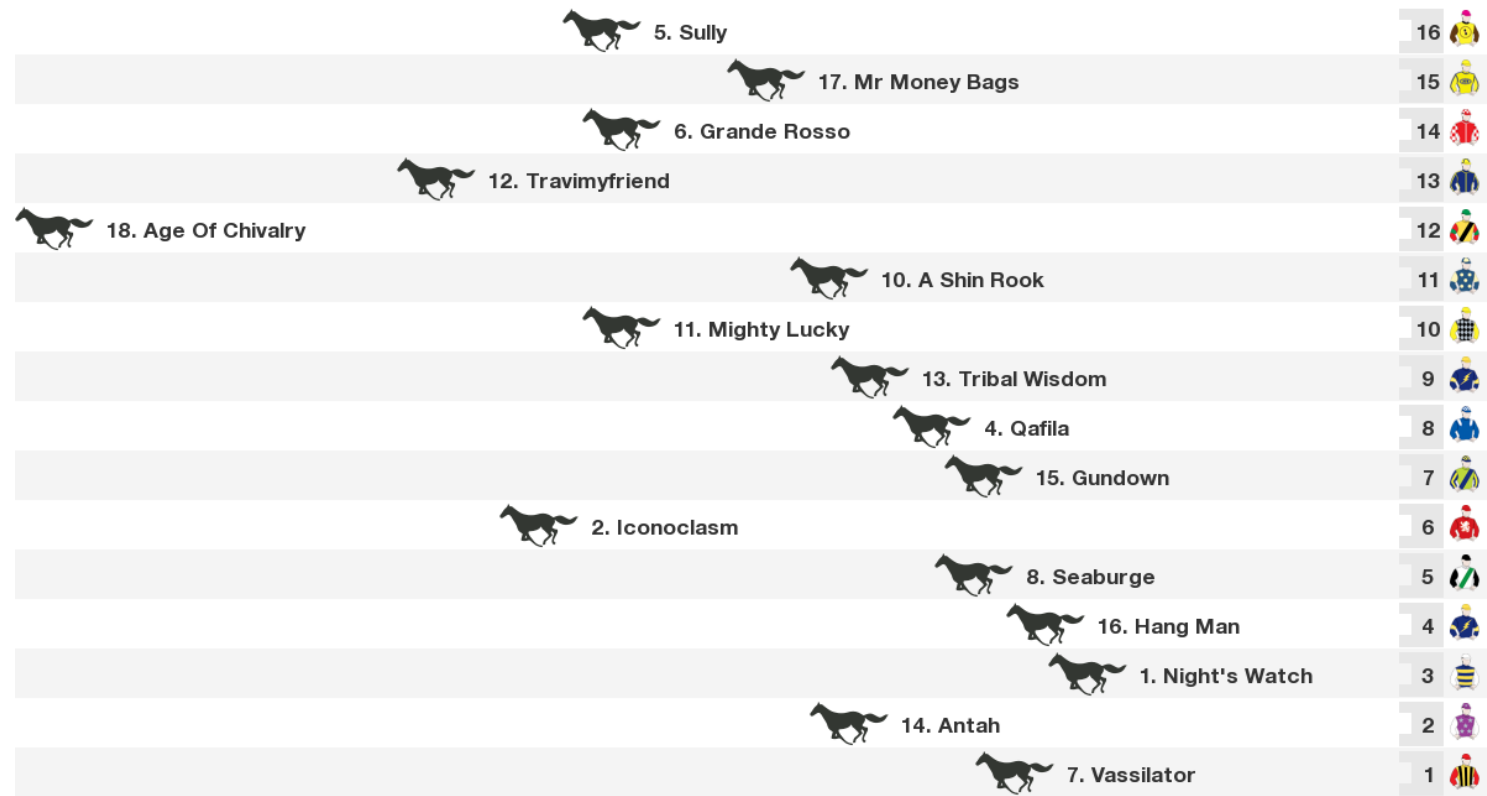 5. Sully 16
17. Mr Money Bags 15
6. Grande Rosso 14
12. Travimyfriend 13
18. Age Of Chivalry 12
10. A Shin Rook 11
11. Mighty Lucky 10
13. Tribal Wisdom 9
4. Qafila 8
15. Gundown 7
2. Iconoclasm 6
8. Seaburge 5
16. Hang Man 4
1. Night's Watch 3
14. Antah 2
7. Vassilator 1